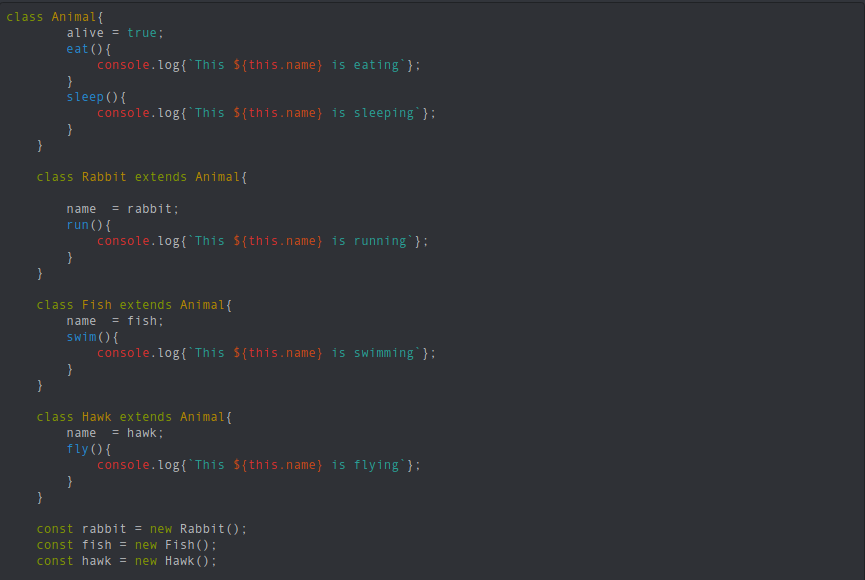 class Animal{
        alive = true;
        eat(){
            console.log{`This ${this.name} is eating`};
        }
        sleep(){
            console.log{`This ${this.name} is sleeping`};
        }
    }

    class Rabbit extends Animal{

        name  = rabbit;
        run(){
            console.log{`This ${this.name} is running`};
        }
    }

    class Fish extends Animal{
        name  = fish;
        swim(){
            console.log{`This ${this.name} is swimming`};
        }
    }

    class Hawk extends Animal{
        name  = hawk;
        fly(){
            console.log{`This ${this.name} is flying`};
        }
    }

    const rabbit = new Rabbit();
    const fish = new Fish();
    const hawk = new Hawk();